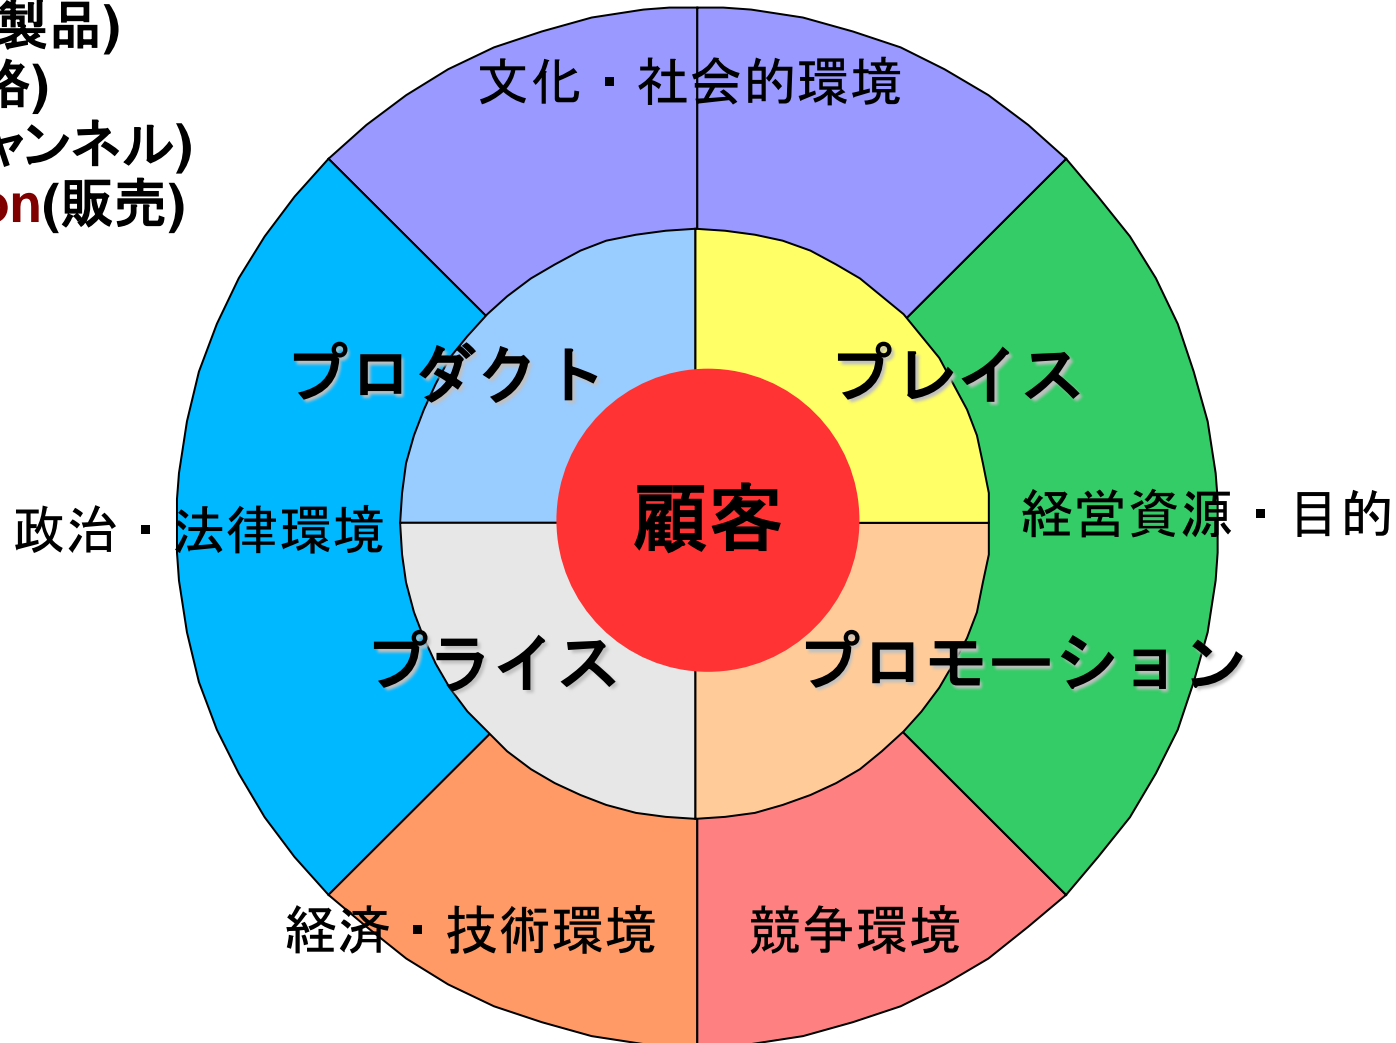 製品)
格)
ャンネル)
on(販売)
文化・社会的環境
プロダクト
プレイス
顧客
経営資源・目的
政治・法律環境
プライス
プロモーション
経済・技術環境
競争環境